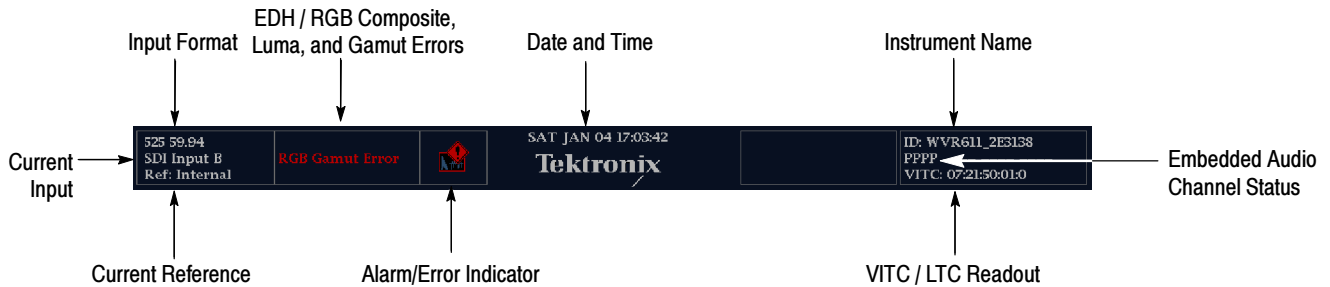 EDH / RGB Composite,
Luma, and Gamut Errors
Input Format
Date and Time
Instrument Name
525 59.94
SDI Input B
Ref: Internal
RGB Gamut Error
SAT JAN 04 17:03:42
Tektronix
ID: WVR611_2E3138
PPPP
VITC: 07:21:50:01:0
Current
Input
Embedded Audio
Channel Status
Current Reference
Alarm/Error Indicator
VITC / LTC Readout